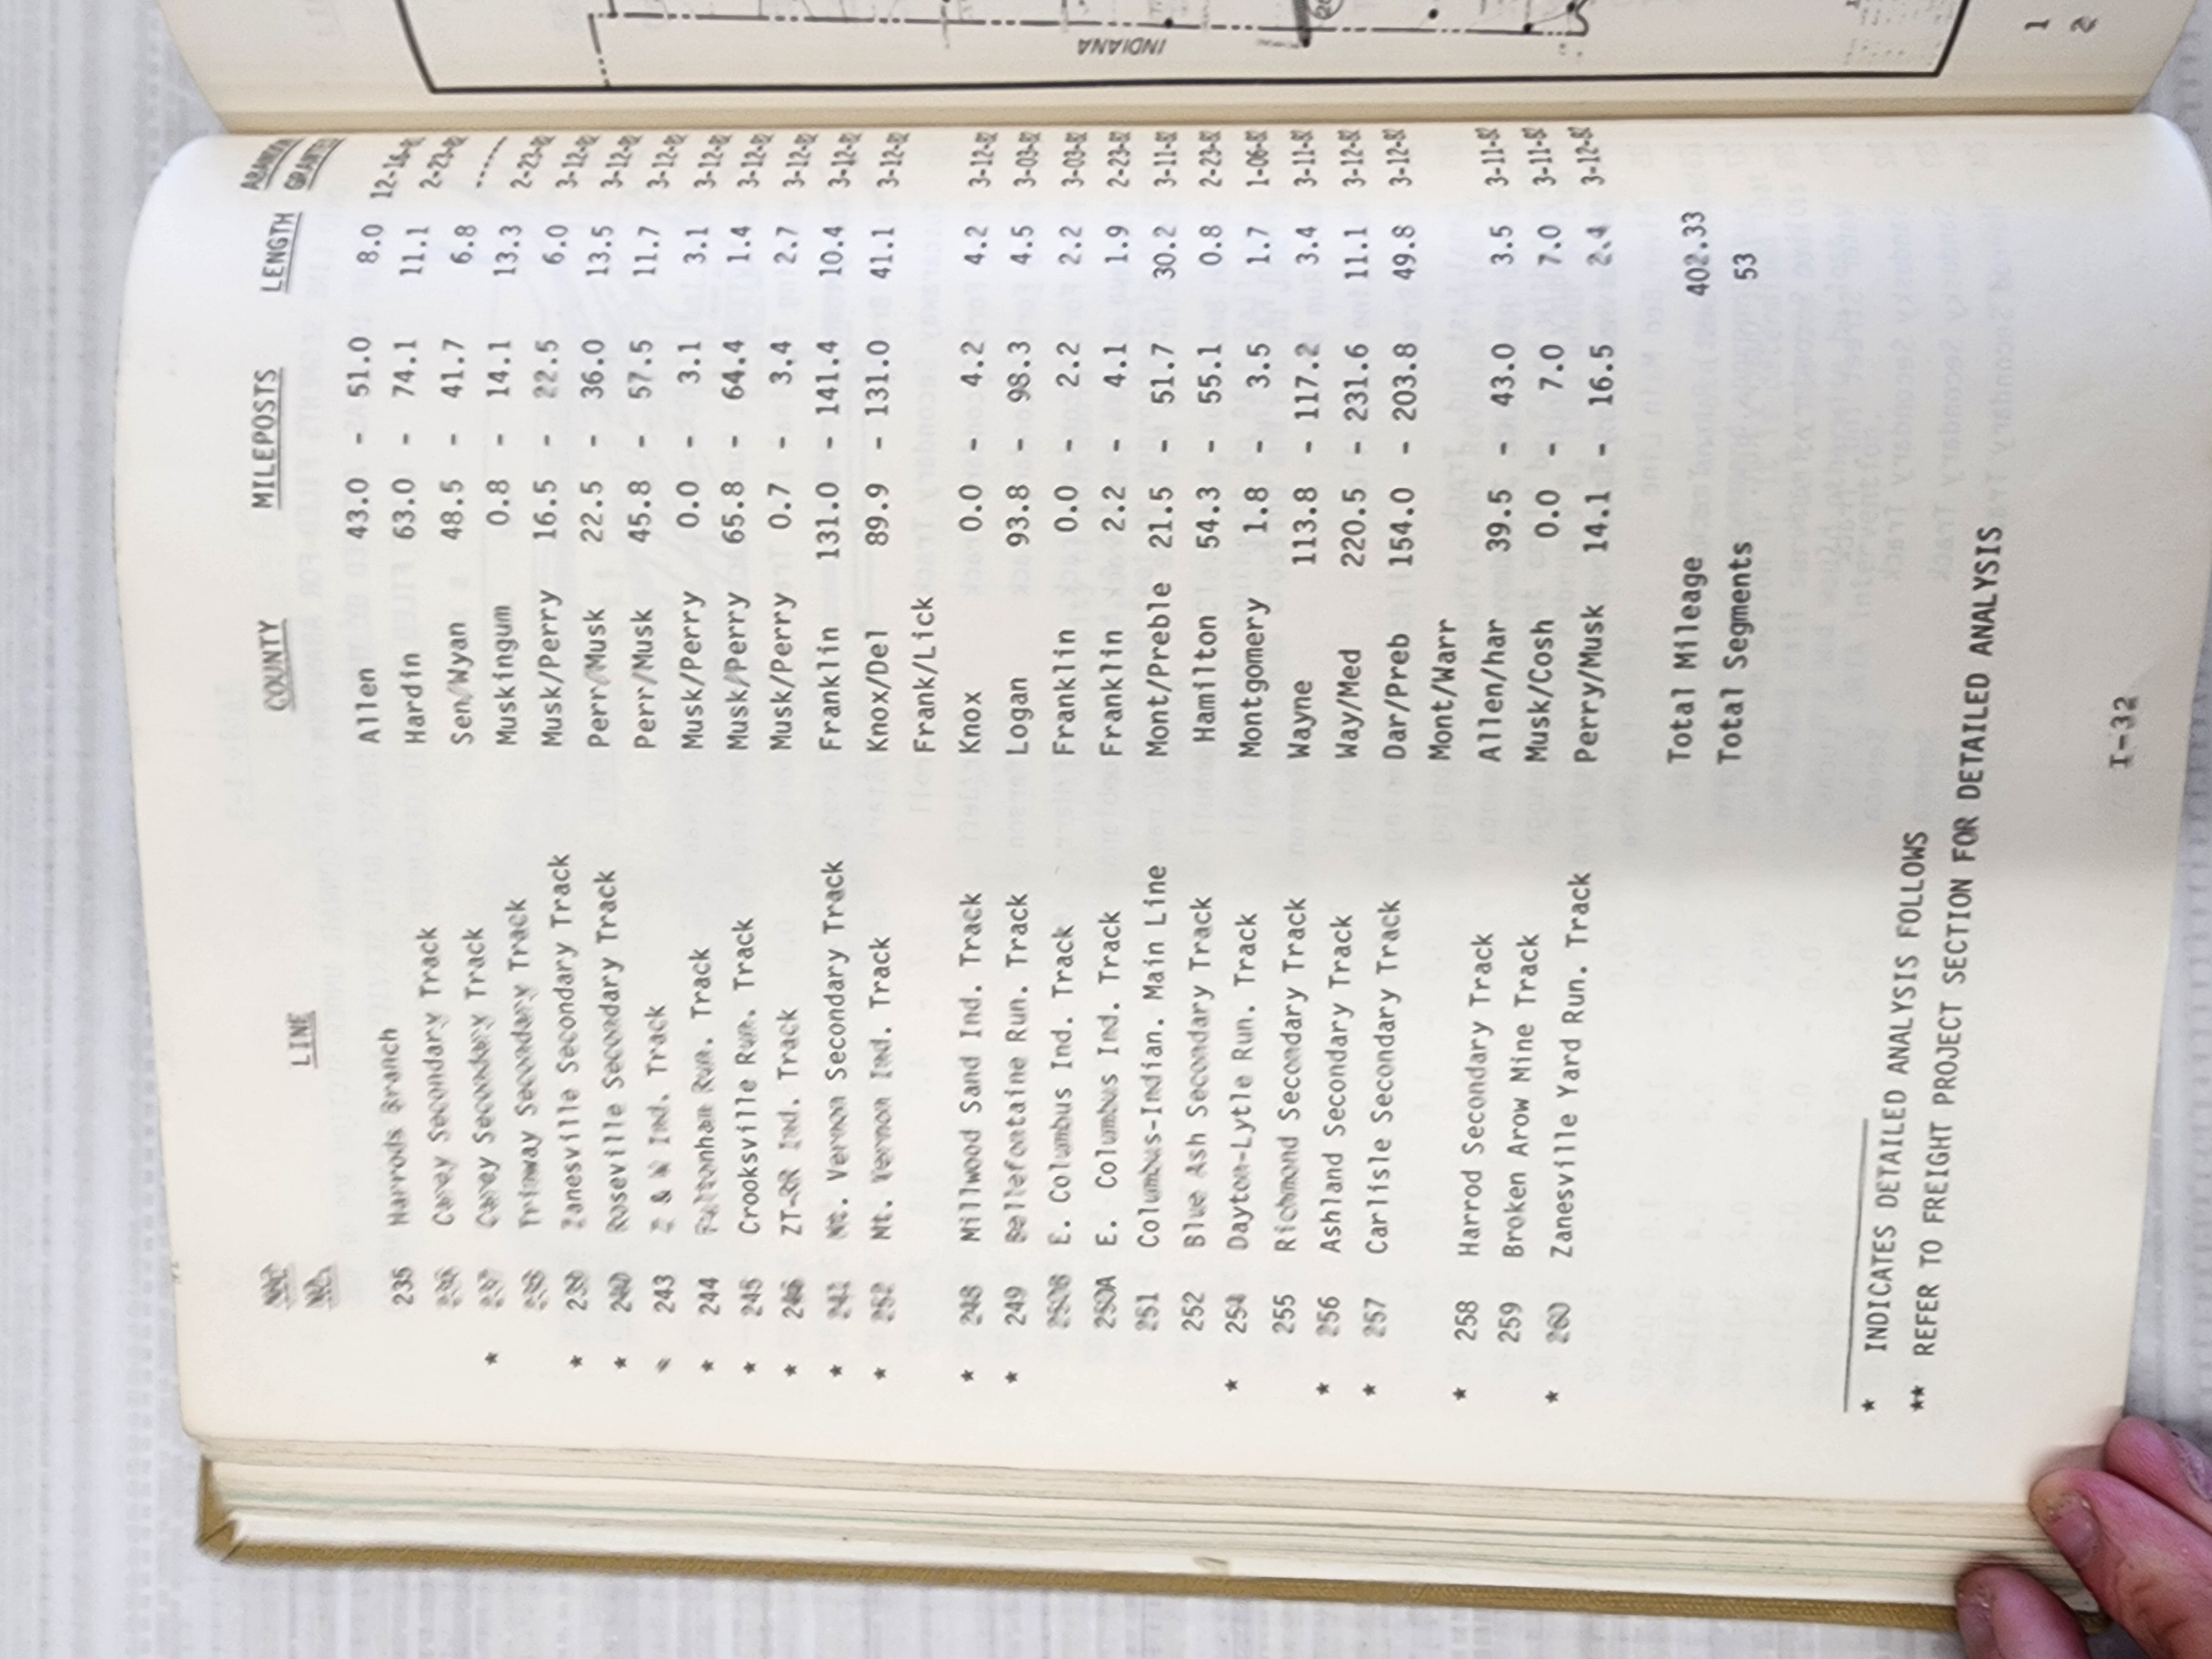 INDIANA
1
2
LINE COUNTY MILEPOSTS LENGTH GRANTED
235 Harrods Branch Allen 43.0 - 51.0 8.0 12-16-
Carey Secondary Track Hardin 63.0 - 74.1 11.1 2-23-
* Carey Secondary Track Sen/Wyan 48.5 - 41.7 6.8 ------
Trinway Secondary Track Muskingum 0.8 - 14.1 13.3 2-23-82
* 239 Zanesville Secondary Track Musk/Perry 16.5 - 22.5 6.0 3-12-82
* 240 Roseville Secondary Track Perr/Musk 22.5 - 36.0 13.5 3-12-82
Perr/Musk 45.8 - 57.5 11.7 3-12-82
* 243 Z & W Ind. Track Musk/Perry 0.0 - 3.1 3.1 3-12-82
* 244 Fultonham Run. Track Musk/Perry 65.8 - 64.4 1.4 3-12-82
* 245 Crooksville Run. Track Musk/Perry 0.7 - 3.4 2.7 3-12-82
* 246 ZT-RR Ind. Track Franklin 131.0 - 141.4 10.4 3-12-82
* Mt. Vernon Secondary Track Knox/Del 89.9 - 131.0 41.1 3-12-82
* Mt. Vernon Ind. Track Frank/Lick
* 248 Millwood Sand Ind. Track Knox 0.0 - 4.2 4.2 3-12-82
* 249 Bellefontaine Run. Track Logan 93.8 - 98.3 4.5 3-03-82
250B E. Columbus Ind. Track Franklin 0.0 - 2.2 2.2 3-03-82
250A E. Columbus Ind. Track Franklin 2.2 - 4.1 1.9 2-23-82
251 Columbus-Indian. Main Line Mont/Preble 21.5 - 51.7 30.2 3-11-82
252 Blue Ash Secondary Track Hamilton 54.3 - 55.1 0.8 2-23-82
* 254 Dayton-Lytle Run. Track Montgomery 1.8 - 3.5 1.7 1-06-82
255 Richmond Secondary Track Wayne 113.8 - 117.2 3.4 3-11-82
* 256 Ashland Secondary Track Way/Med 220.5 - 231.6 11.1 3-12-82
* 257 Carlisle Secondary Track Dar/Preb 154.0 - 203.8 49.8 3-12-82
Mont/Warr
* 258 Harrod Secondary Track Allen/har 39.5 - 43.0 3.5 3-11-82
259 Broken Arow Mine Track Musk/Cosh 0.0 - 7.0 7.0 3-11-82
* 260 Zanesville Yard Run. Track Perry/Musk 14.1 - 16.5 2.4 3-12-82
Total Mileage 402.33
Total Segments 53
* INDICATES DETAILED ANALYSIS FOLLOWS
** REFER TO FREIGHT PROJECT SECTION FOR DETAILED ANALYSIS
I-32